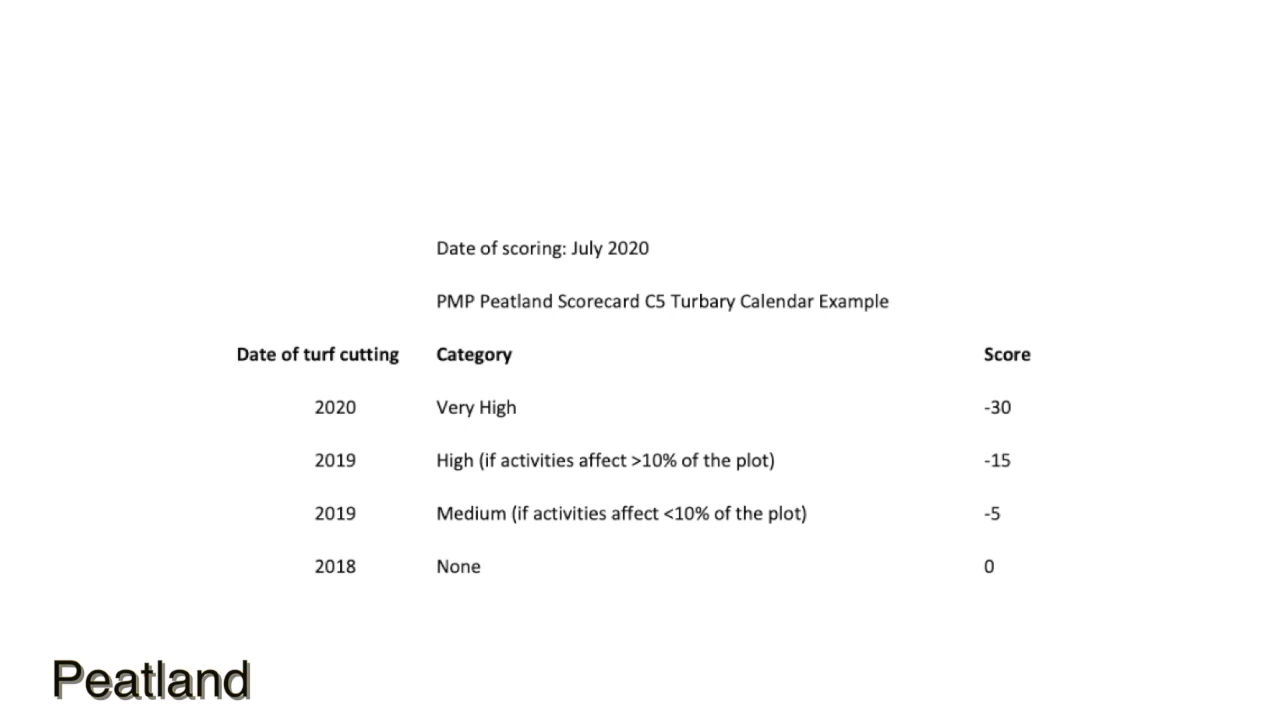 Date of scoring: July 2020
PMP Peatland Scorecard C5 Turbary Calendar Example
Date of turf cutting Category Score
2020 Very High -30
2019 High (if activities affect >10% of the plot) -15
2019 Medium (if activities affect <10% of the plot) -5
2018 None 0
Peatland